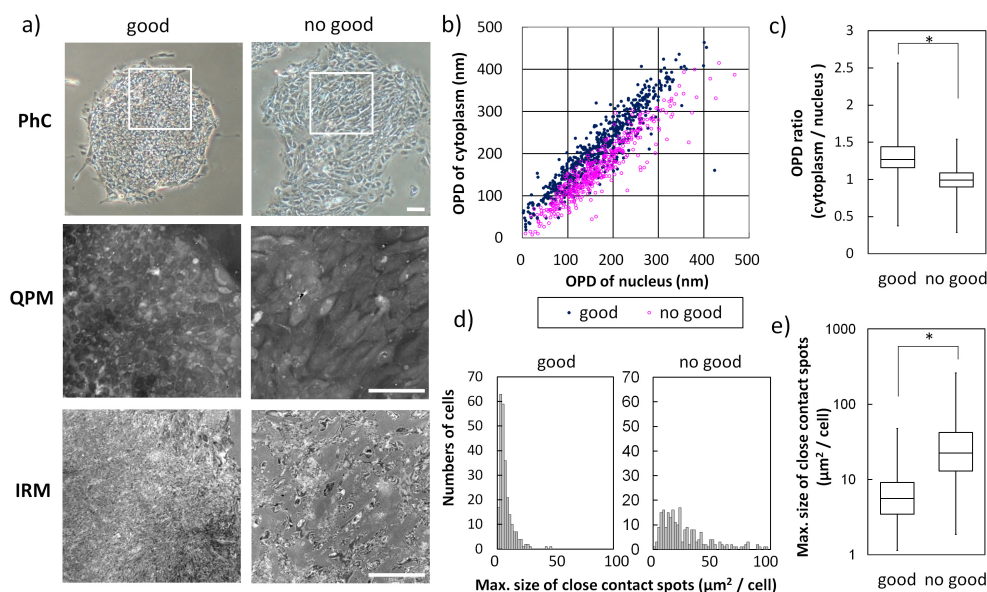 a)
good
no good
PhC
QPM
IRM
b)
OPD of cytoplasm (nm)
500
400
300
200
100
0
0 100 200 300 400 500
OPD of nucleus (nm)
good no good
c)
OPD ratio
(cytoplasm / nucleus )
3
2.5
2
1.5
1
0.5
0
*
good no good
d)
good
no good
Numbers of cells
70
60
50
40
30
20
10
0
70
60
50
40
30
20
10
0
0 50 100
0 50 100
Max. size of close contact spots (μm² / cell)
e)
Max. size of close contact spots
(μm² / cell)
1000
100
10
1
*
good no good